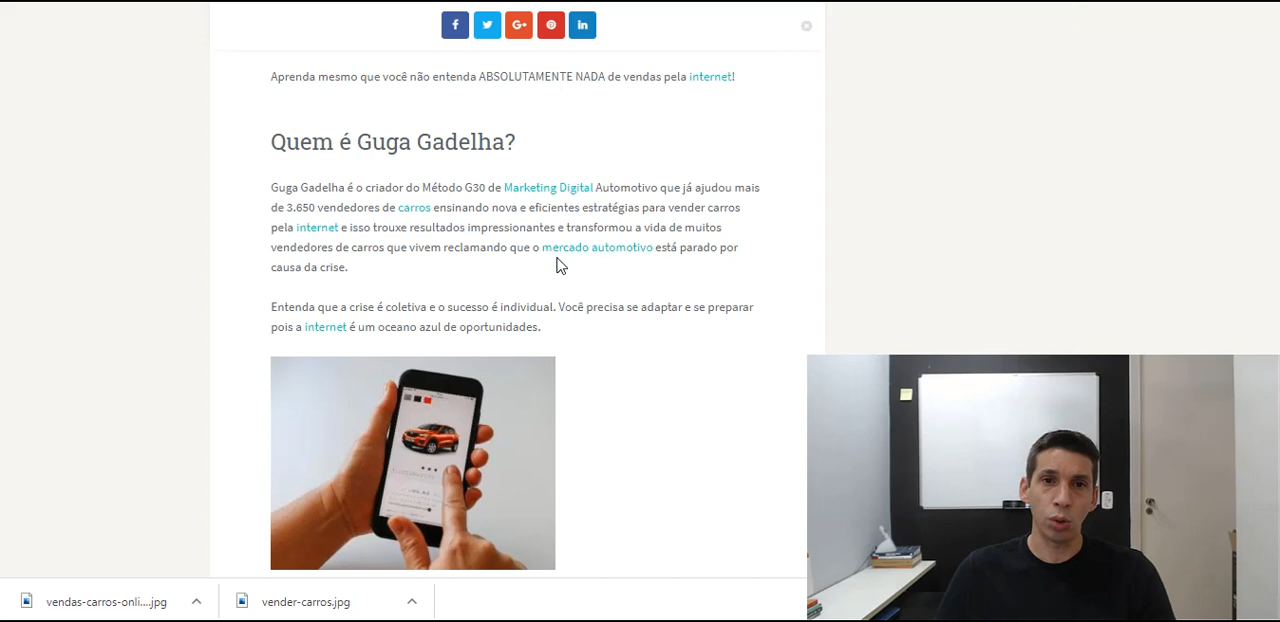 Aprenda mesmo que você não entenda ABSOLUTAMENTE NADA de vendas pela internet!
Quem é Guga Gadelha?
Guga Gadelha é o criador do Método G30 de Marketing Digital Automotivo que já ajudou mais
de 3.650 vendedores de carros ensinando nova e eficientes estratégias para vender carros
pela internet e isso trouxe resultados impressionantes e transformou a vida de muitos
vendedores de carros que vivem reclamando que o mercado automotivo está parado por
causa da crise.
Entenda que a crise é coletiva e o sucesso é individual. Você precisa se adaptar e se preparar
pois a internet é um oceano azul de oportunidades.
vendas-carros-onli....jpg
vender-carros.jpg